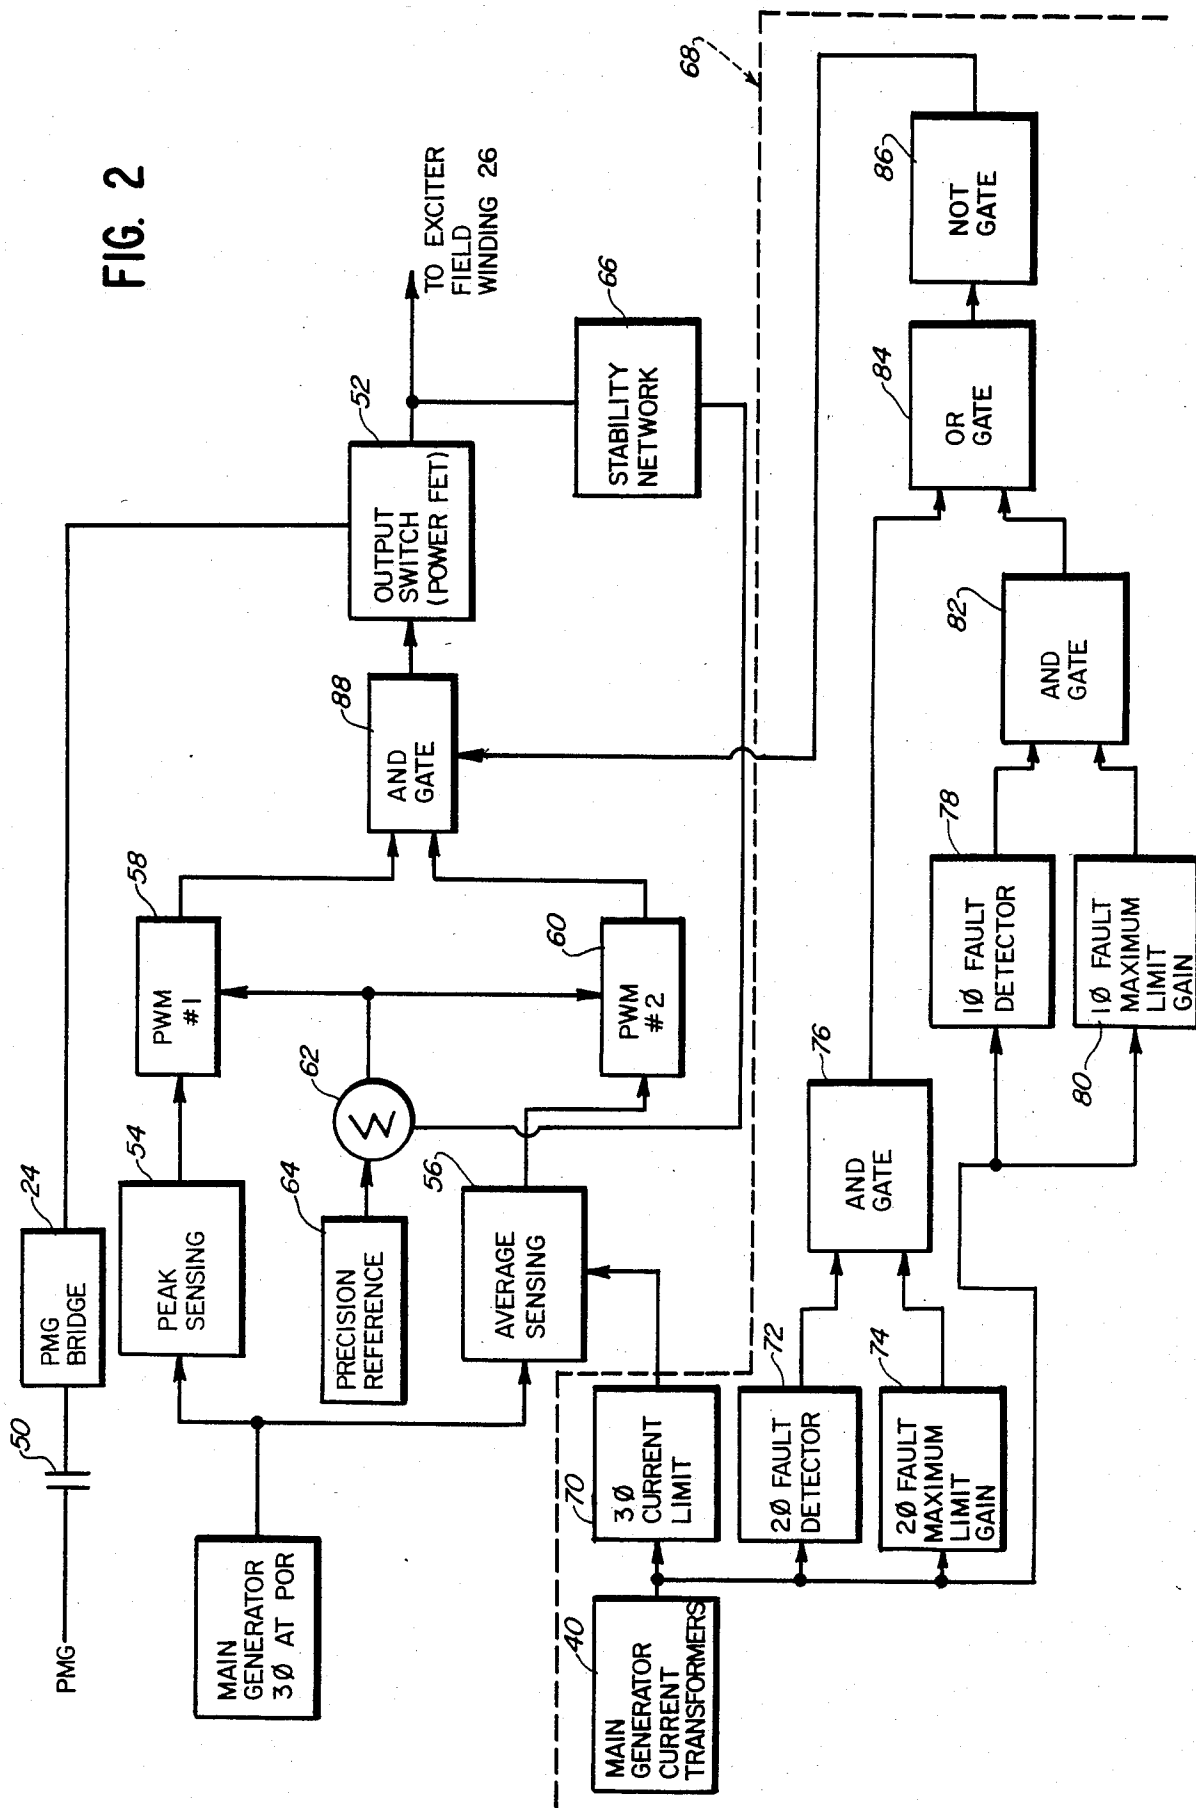 FIG. 2
PMG
50
PMG
BRIDGE
24
MAIN
GENERATOR
3Ø AT POR
PEAK
SENSING
54
PWM
#1
58
PRECISION
REFERENCE
64
Σ
62
AVERAGE
SENSING
56
PWM
#2
60
AND
GATE
88
OUTPUT
SWITCH
(POWER FET)
52
TO EXCITER
FIELD
WINDING 26
STABILITY
NETWORK
66
68
MAIN
GENERATOR
CURRENT
TRANSFORMERS
40
3Ø
CURRENT
LIMIT
70
2Ø FAULT
DETECTOR
72
2Ø FAULT
MAXIMUM
LIMIT
GAIN
74
AND
GATE
76
1Ø FAULT
DETECTOR
78
1Ø FAULT
MAXIMUM
LIMIT
GAIN
80
AND
GATE
82
OR
GATE
84
NOT
GATE
86